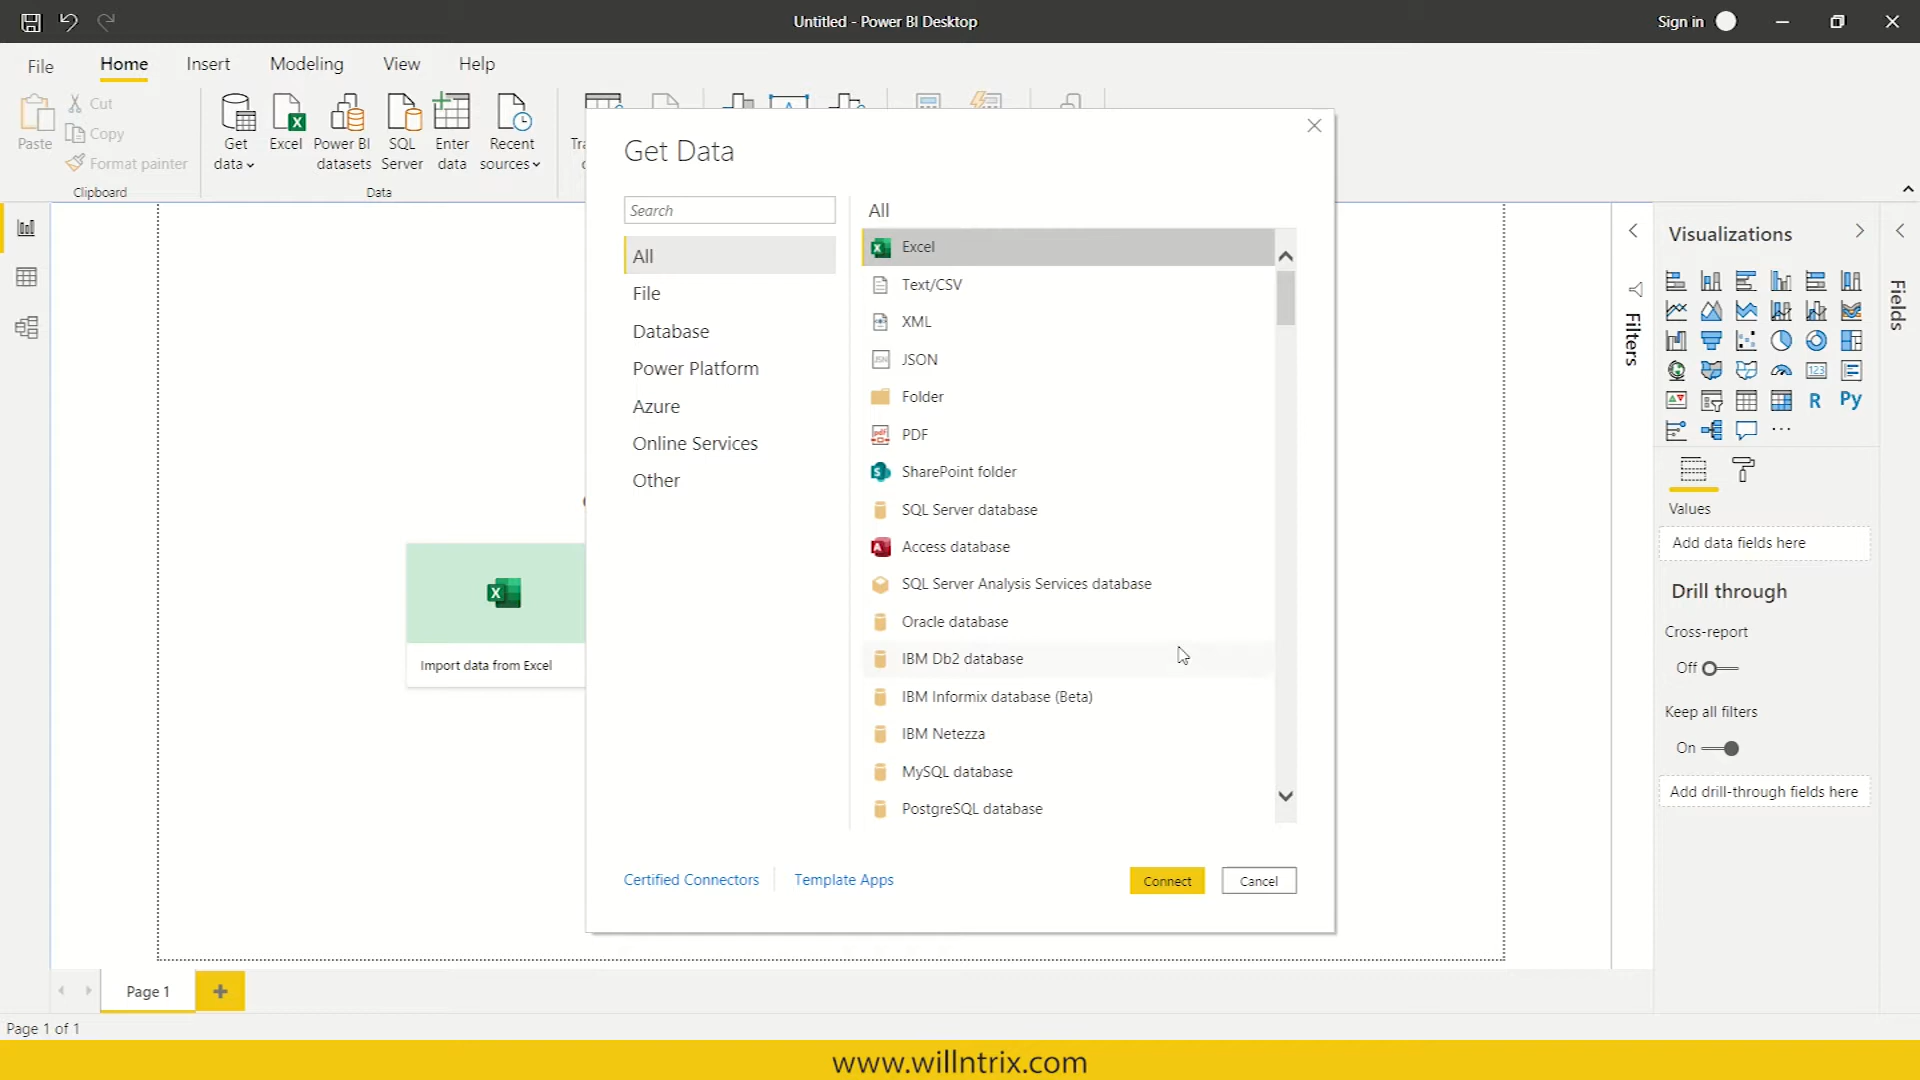 Untitled - Power BI Desktop
Sign in
File
Home
Insert
Modeling
View
Help
Paste
Cut
Copy
Format painter
Clipboard
Get data
Excel
Power BI datasets
SQL Server
Enter data
Recent sources
Data
Get Data
Search
All
File
Database
Power Platform
Azure
Online Services
Other
All
Excel
Text/CSV
XML
JSON
Folder
PDF
SharePoint folder
SQL Server database
Access database
SQL Server Analysis Services database
Oracle database
IBM Db2 database
IBM Informix database (Beta)
IBM Netezza
MySQL database
PostgreSQL database
Certified Connectors
Template Apps
Connect
Cancel
Import data from Excel
Filters
Visualizations
123
R
Py
...
Values
Add data fields here
Drill through
Cross-report
Off
Keep all filters
On
Add drill-through fields here
Fields
Page 1
Page 1 of 1
www.willntrix.com